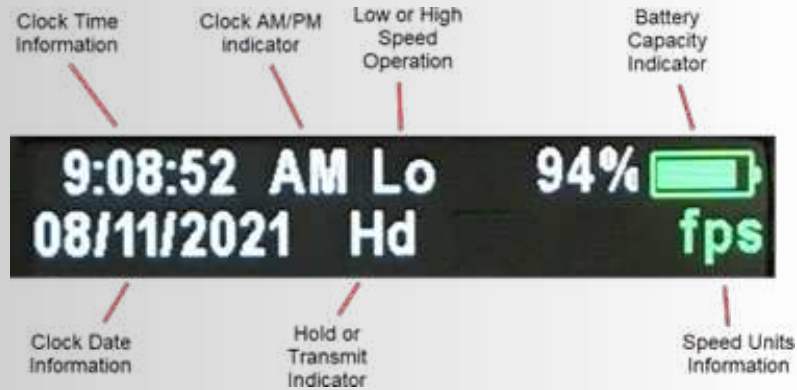 Clock Time
Information
Clock AM/PM
indicator
Low or High
Speed
Operation
Battery
Capacity
Indicator
9:08:52 AM Lo 94%
08/11/2021 Hd fps
Clock Date
Information
Hold or
Transmit
Indicator
Speed Units
Information